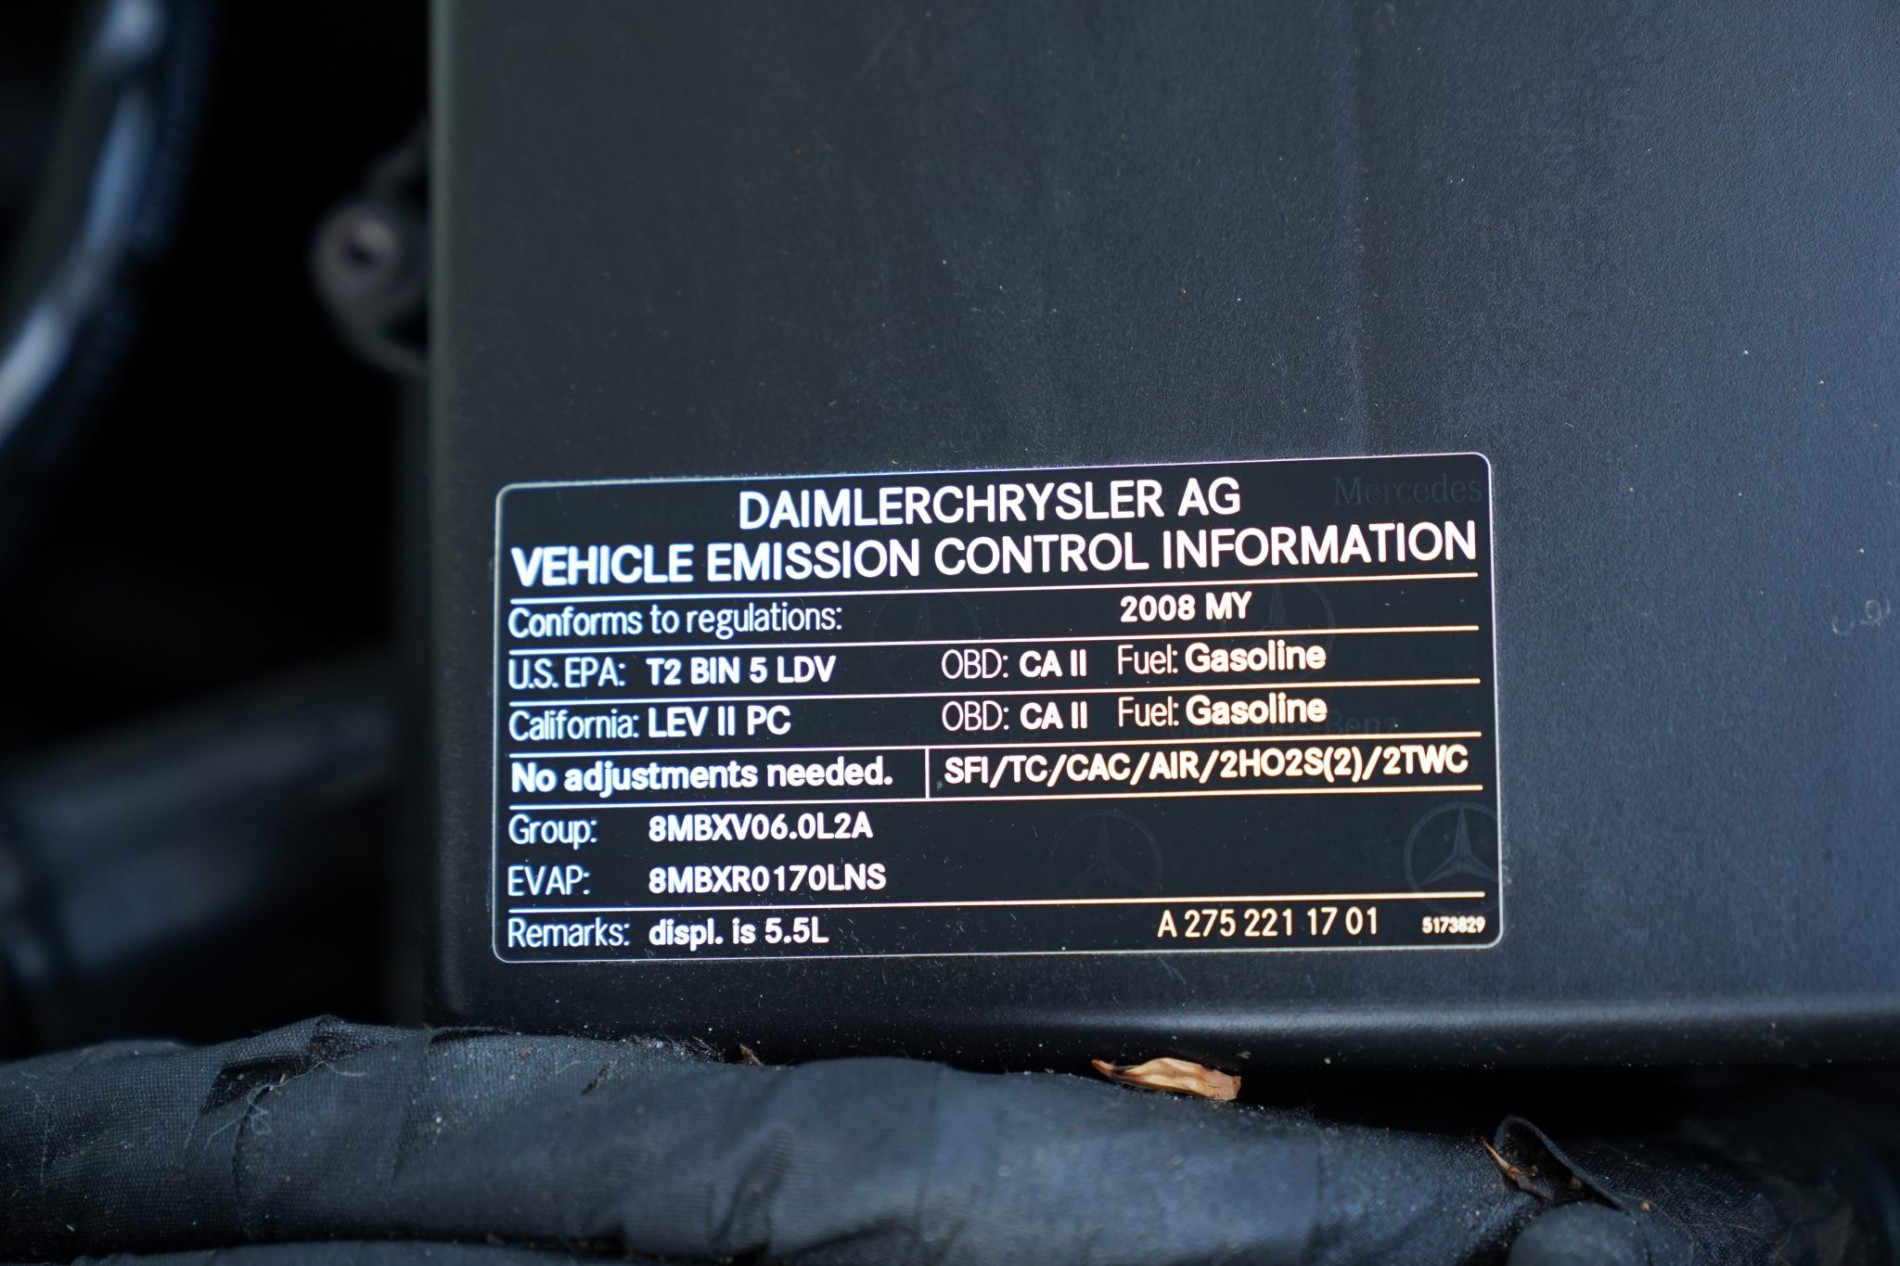 DAIMLERCHRYSLER AG Mercedes
VEHICLE EMISSION CONTROL INFORMATION
Conforms to regulations: 2008 MY
U.S. EPA: T2 BIN 5 LDV OBD: CA II Fuel: Gasoline
California: LEV II PC OBD: CA II Fuel: Gasoline
No adjustments needed. SFI/TC/CAC/AIR/2HO2S(2)/2TWC
Group: 8MBXV06.0L2A
EVAP: 8MBXR0170LNS
Remarks: displ. is 5.5L A 275 221 17 01 5173829